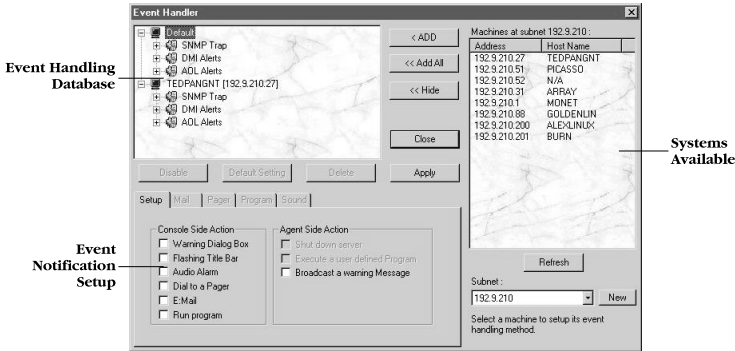 Event Handler
Default
SNMP Trap
DMI Alerts
AOL Alerts
TEDPANGNT [192.9.210.27]
SNMP Trap
DMI Alerts
AOL Alerts
Event Handling
Database
< ADD
<< Add All
<< Hide
Close
Disable
Default Setting
Delete
Apply
Machines at subnet 192.9.210 :
Address Host Name
192.9.210.27 TEDPANGNT
192.9.210.51 PICASSO
192.9.210.52 N/A
192.9.210.31 ARRAY
192.9.210.1 MONET
192.9.210.88 GOLDENLIN
192.9.210.200 ALEXLINUX
192.9.210.201 BURN
Systems
Available
Setup Mail Pager Program Sound
Console Side Action
Warning Dialog Box
Flashing Title Bar
Audio Alarm
Dial to a Pager
E:Mail
Run program
Event
Notification
Setup
Agent Side Action
Shut down server
Execute a user defined Program
Broadcast a warning Message
Refresh
Subnet :
192.9.210
New
Select a machine to setup its event
handling method.